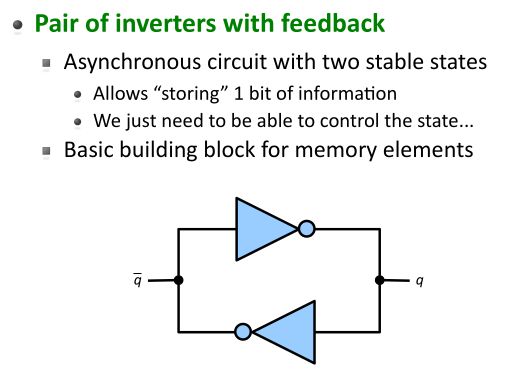 Pair of inverters with feedback
Asynchronous circuit with two stable states
Allows “storing” 1 bit of information
We just need to be able to control the state...
Basic building block for memory elements
q̅ q